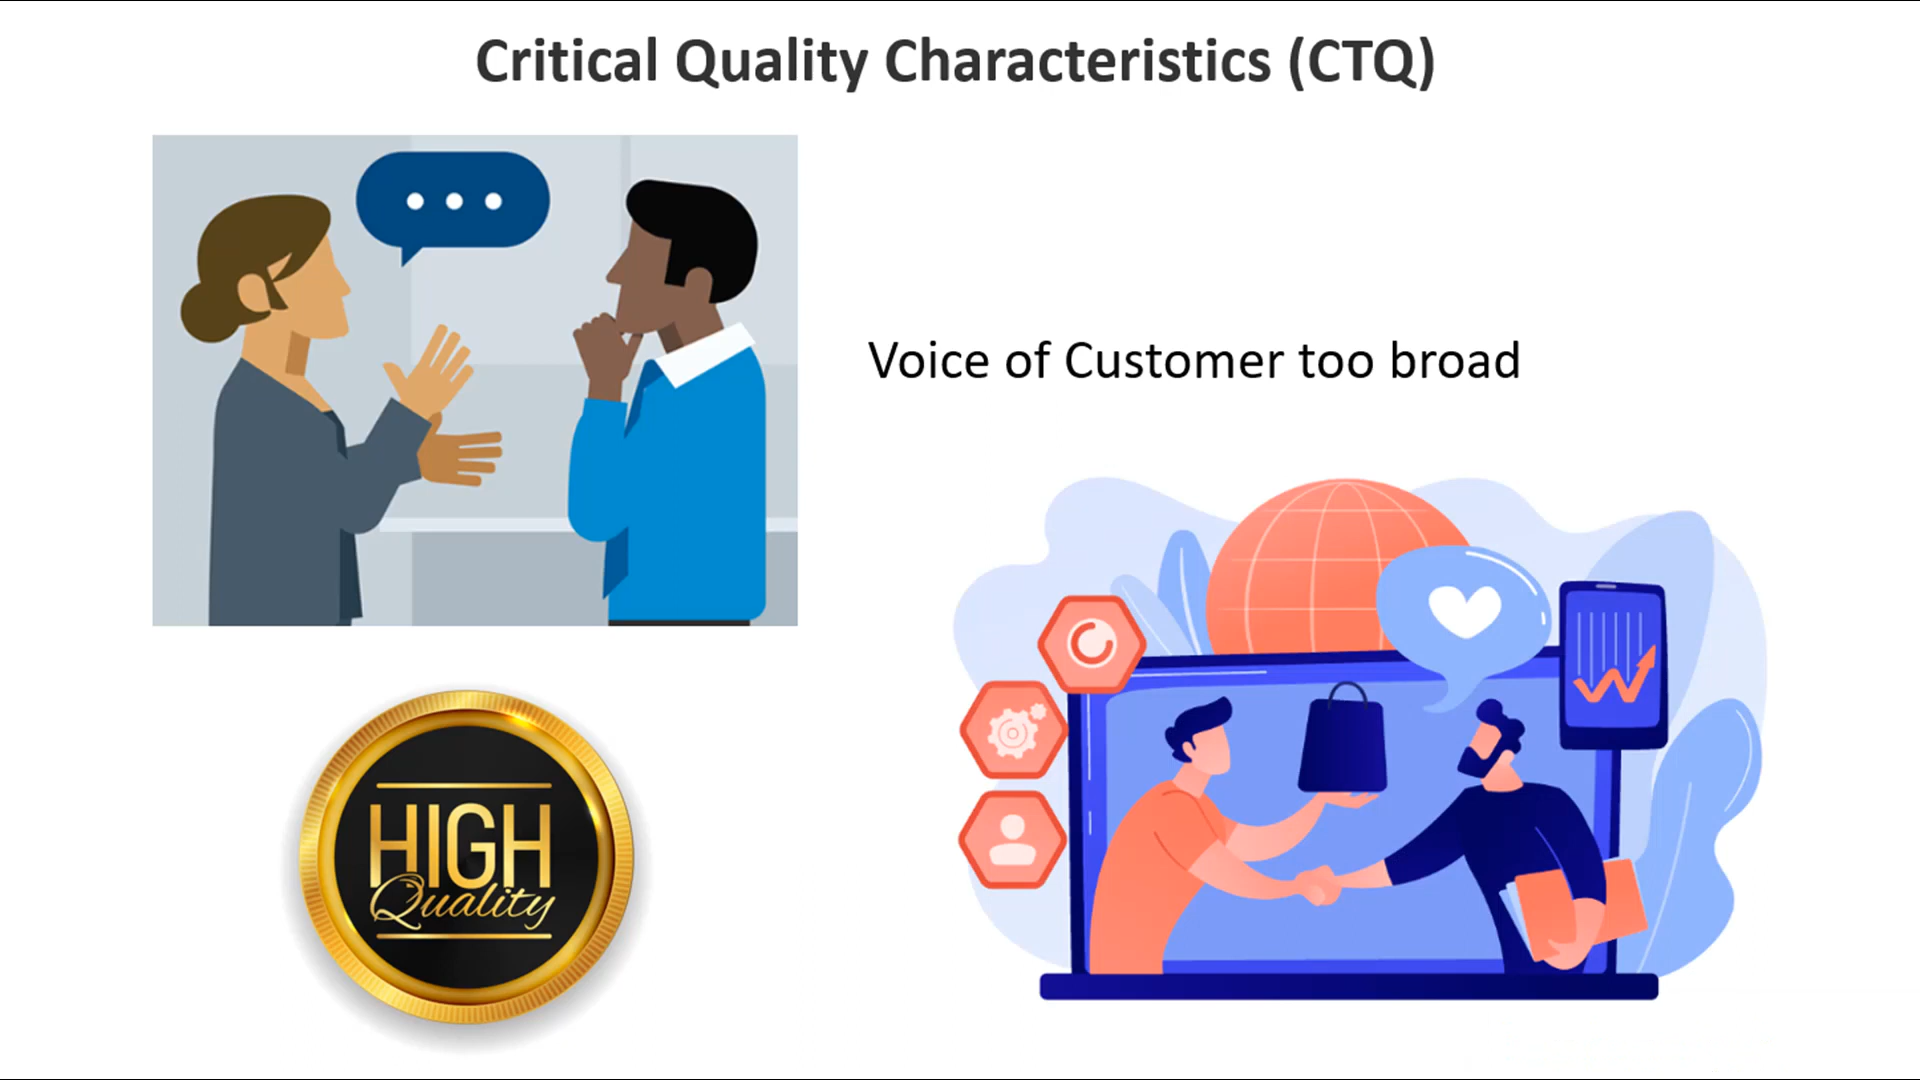 Critical Quality Characteristics (CTQ)
Voice of Customer too broad
HIGH
Quality